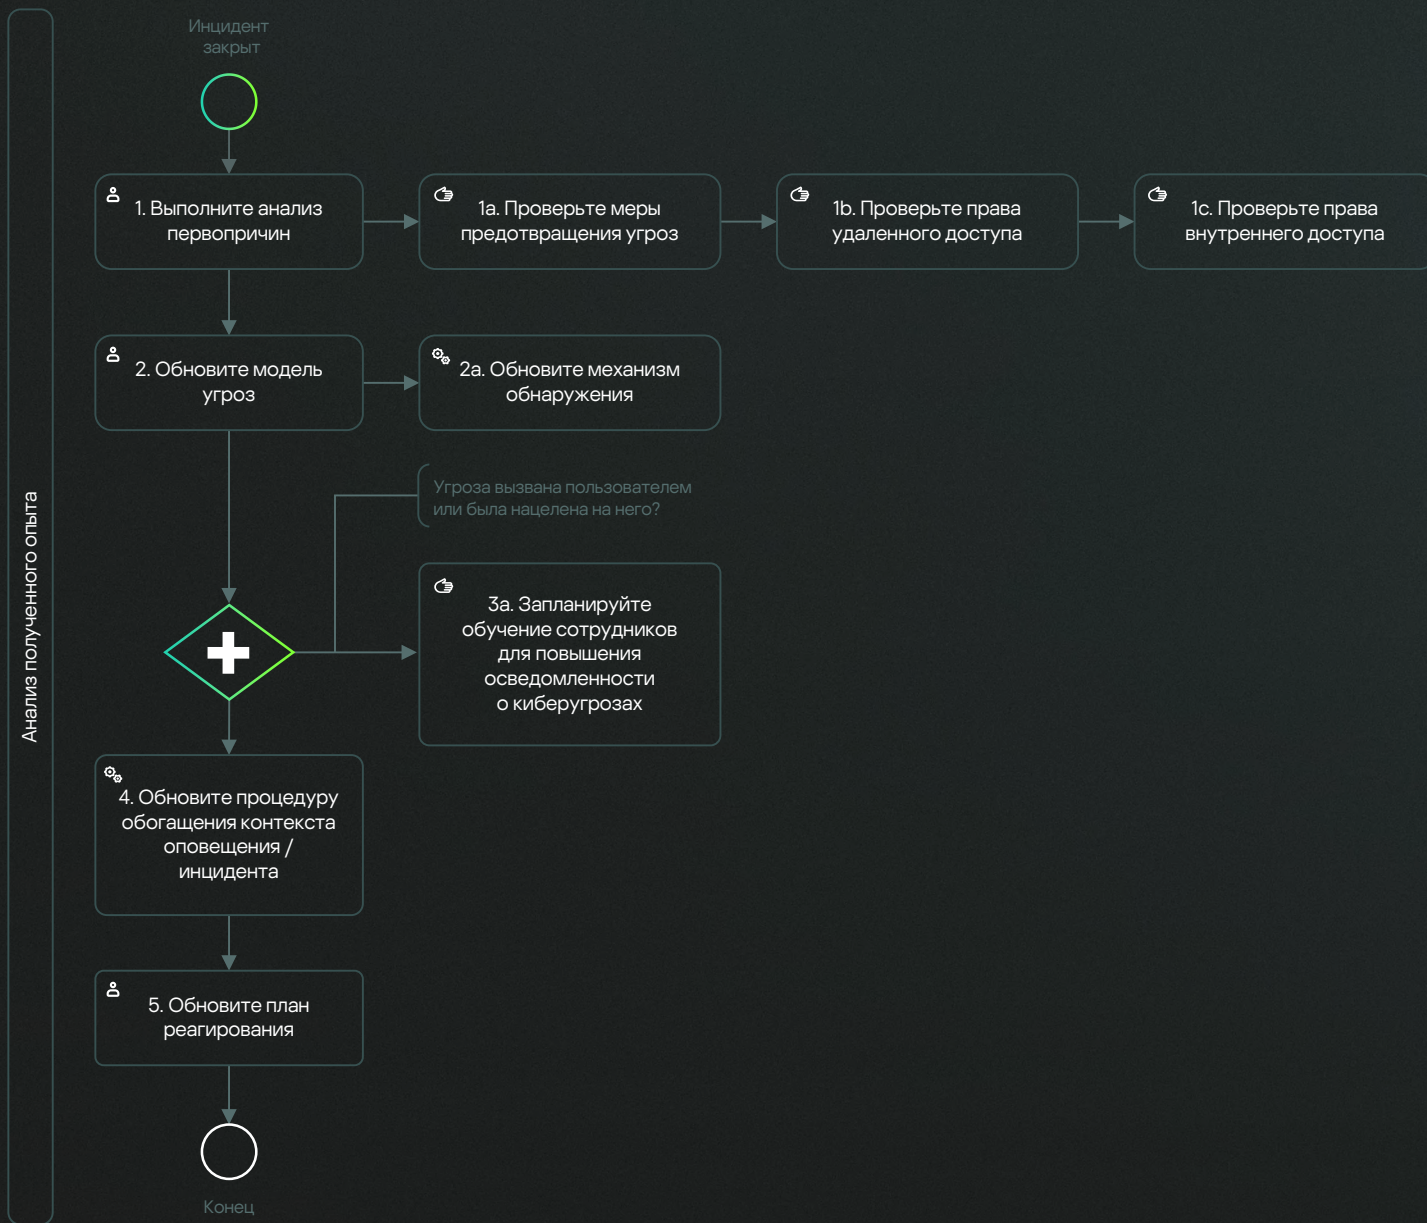 Инцидент
закрыт
1. Выполните анализ
первопричин
1a. Проверьте меры
предотвращения угроз
1b. Проверьте права
удаленного доступа
1c. Проверьте права
внутреннего доступа
2. Обновите модель
угроз
2a. Обновите механизм
обнаружения
Угроза вызвана пользователем
или была нацелена на него?
3a. Запланируйте
обучение сотрудников
для повышения
осведомленности
о киберугрозах
Анализ полученного опыта
4. Обновите процедуру
обогащения контекста
оповещения /
инцидента
5. Обновите план
реагирования
Конец